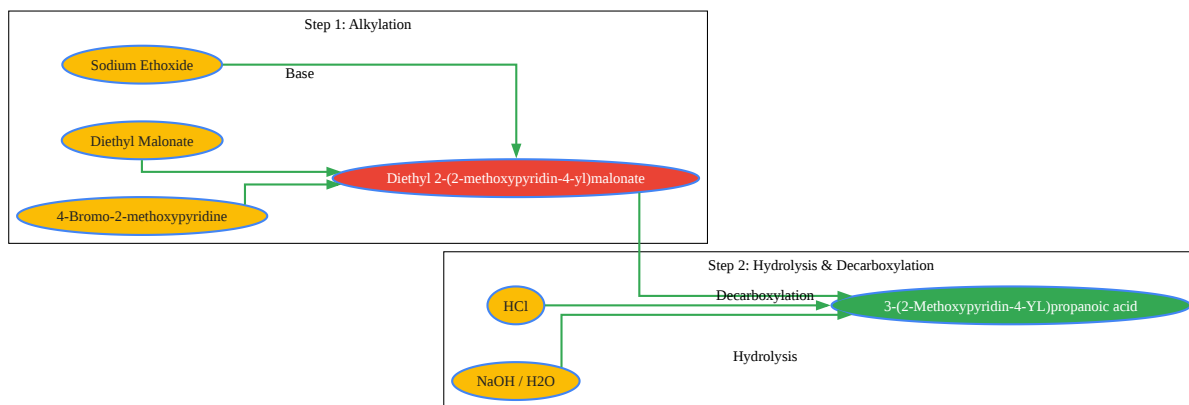 Step 1: Alkylation
Sodium Ethoxide
Base
Diethyl Malonate
Diethyl 2-(2-methoxypyridin-4-yl)malonate
4-Bromo-2-methoxypyridine
Step 2: Hydrolysis & Decarboxylation
HCl
Decarboxylation
3-(2-Methoxypyridin-4-YL)propanoic acid
Hydrolysis
NaOH / H2O